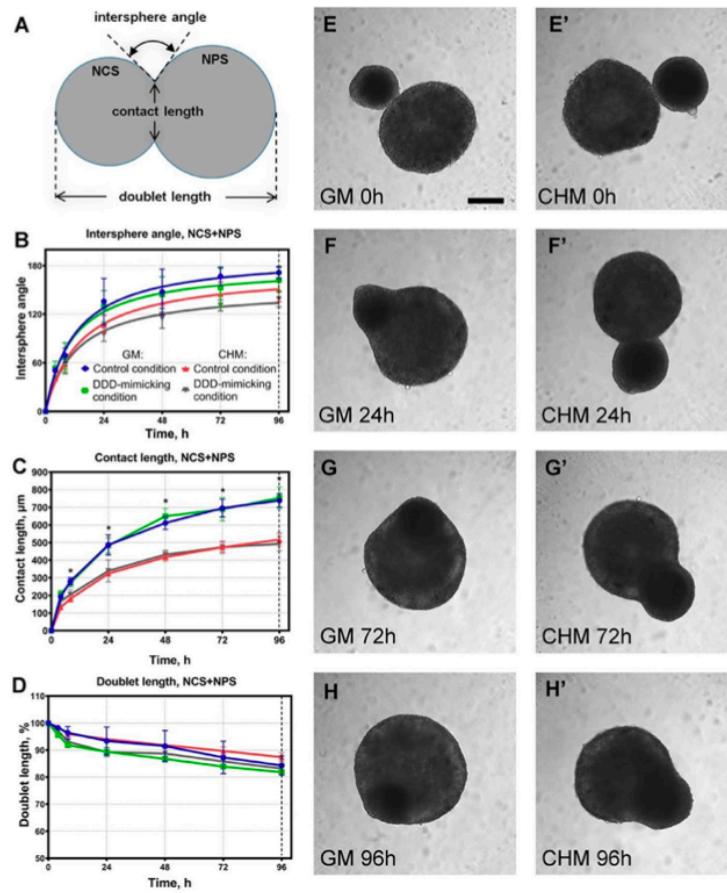 A
intersphere angle
NCS
NPS
contact length
doublet length
B
Intersphere angle, NCS+NPS
Intersphere angle
180
120
60
0
GM:
CHM:
Control condition
Control condition
DDD-mimicking
condition
DDD-mimicking
condition
0
24
48
72
96
Time, h
C
Contact length, NCS+NPS
Contact length, µm
900
800
700
600
500
400
300
200
100
0
*
*
*
*
*
0
24
48
72
96
Time, h
D
Doublet length, NCS+NPS
Doublet length, %
110
100
90
80
70
60
50
0
24
48
72
96
Time, h
E
GM 0h
E'
CHM 0h
F
GM 24h
F'
CHM 24h
G
GM 72h
G'
CHM 72h
H
GM 96h
H'
CHM 96h